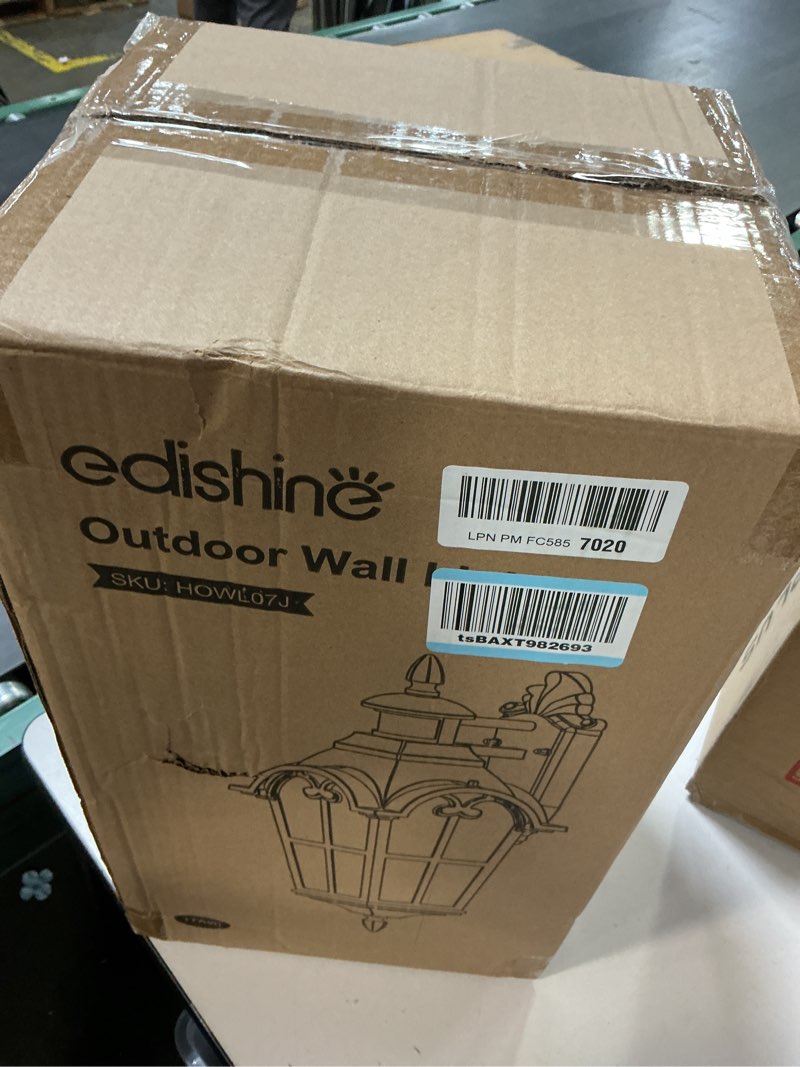 edishine
Outdoor Wall
SKU: HOWL07J
LPN PM FC585 7020
tsBAXT982693